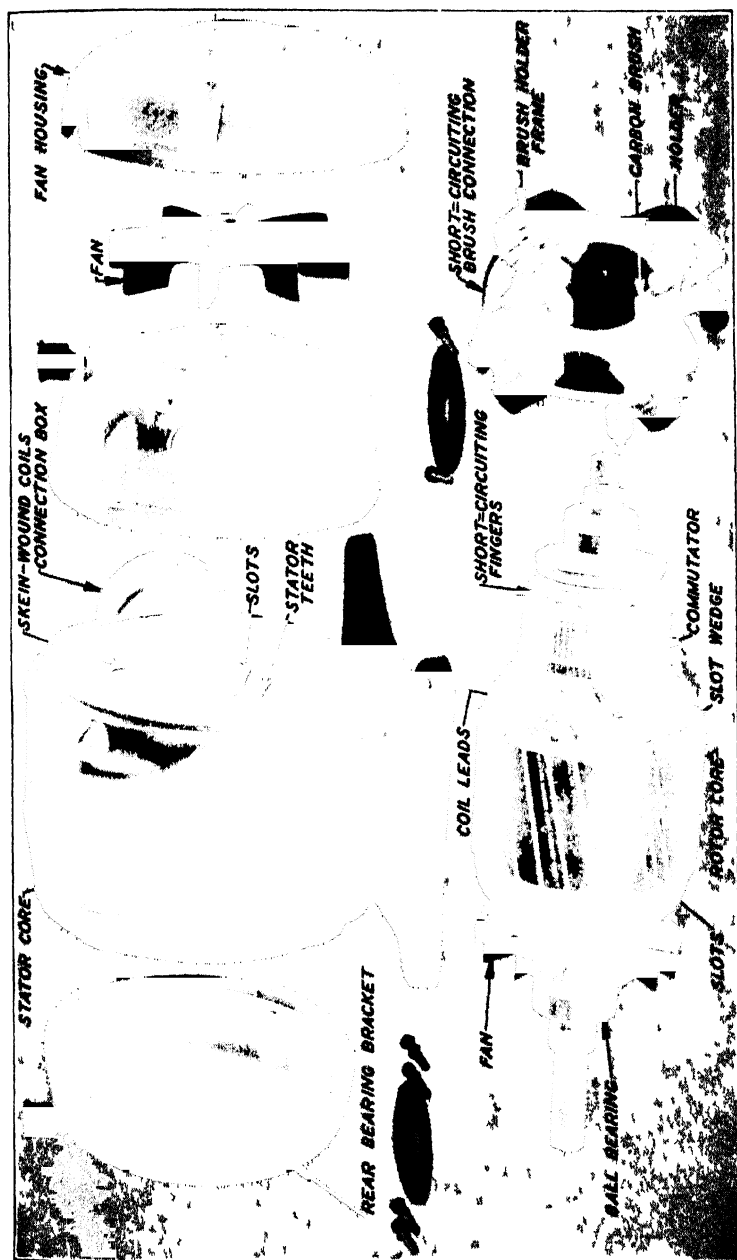 STATOR CORE
SKEIN-WOUND COILS
CONNECTION BOX
FAN
FAN HOUSING
SLOTS
STATOR
TEETH
REAR BEARING BRACKET
COIL LEADS
SHORT=CIRCUITING
FINGERS
SHORT=CIRCUITING
BRUSH CONNECTION
BRUSH HOLDER
FRAME
FAN
BALL BEARING
SLOTS
ROTOR CORE
SLOT WEDGE
COMMUTATOR
CARBON BRUSH
HOLDER